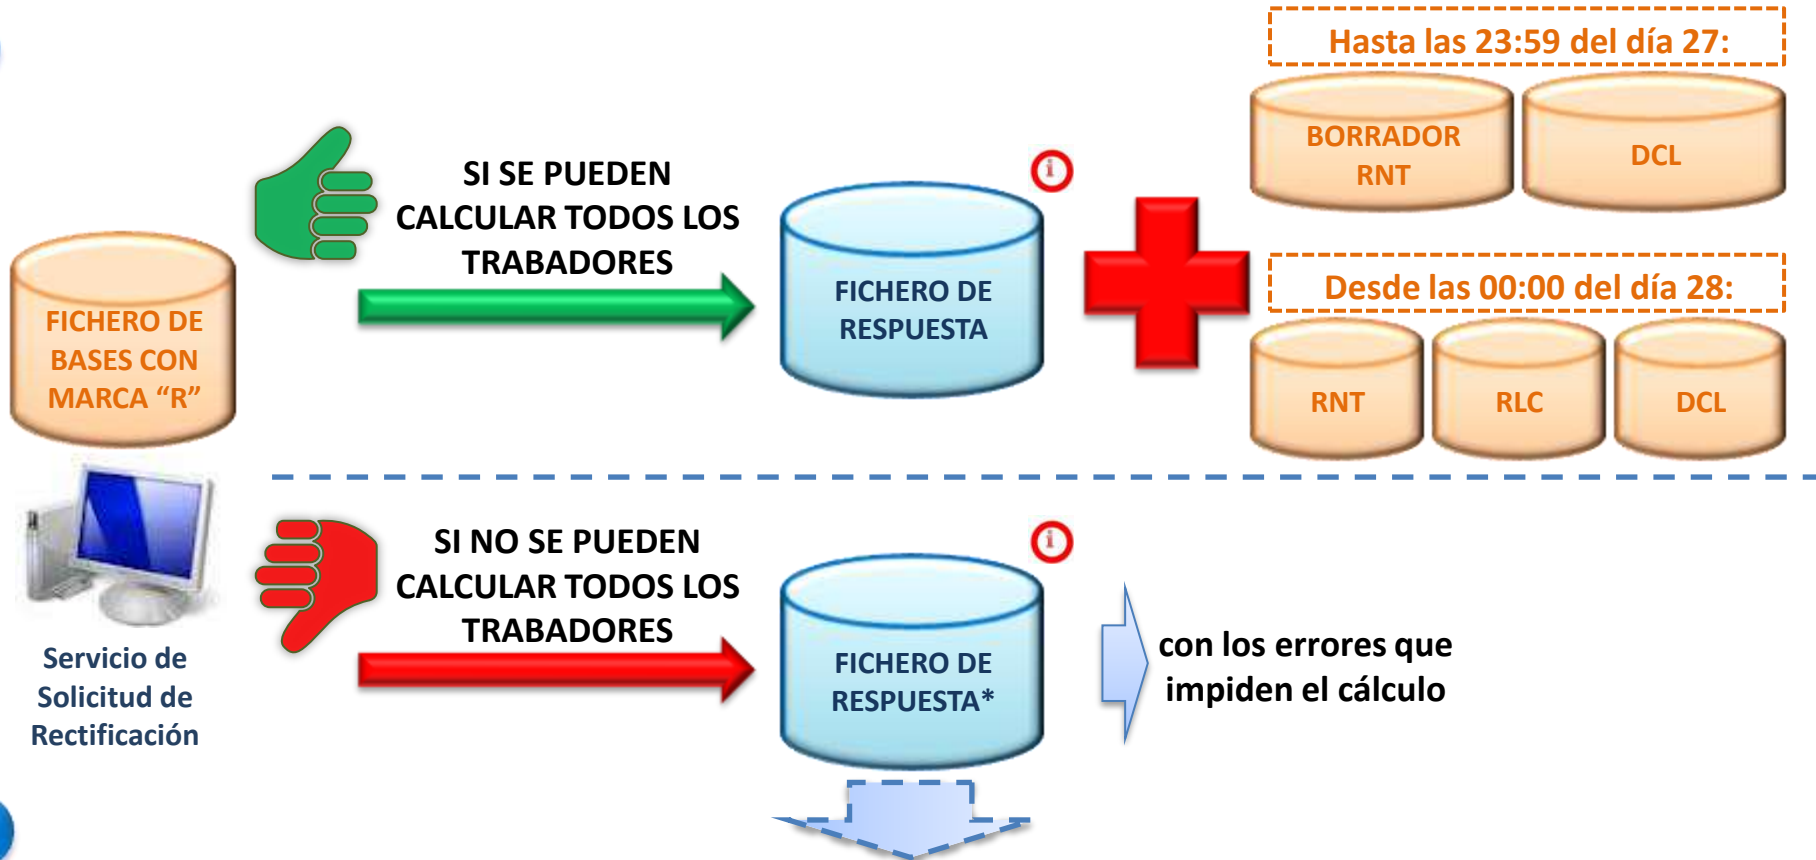 Hasta las 23:59 del día 27:
BORRADOR
RNT
DCL
SI SE PUEDEN
CALCULAR TODOS LOS
TRABADORES
i
FICHERO DE
RESPUESTA
Desde las 00:00 del día 28:
RNT
RLC
DCL
FICHERO DE
BASES CON
MARCA “R”
Servicio de
Solicitud de
Rectificación
SI NO SE PUEDEN
CALCULAR TODOS LOS
TRABADORES
i
FICHERO DE
RESPUESTA*
con los errores que
impiden el cálculo